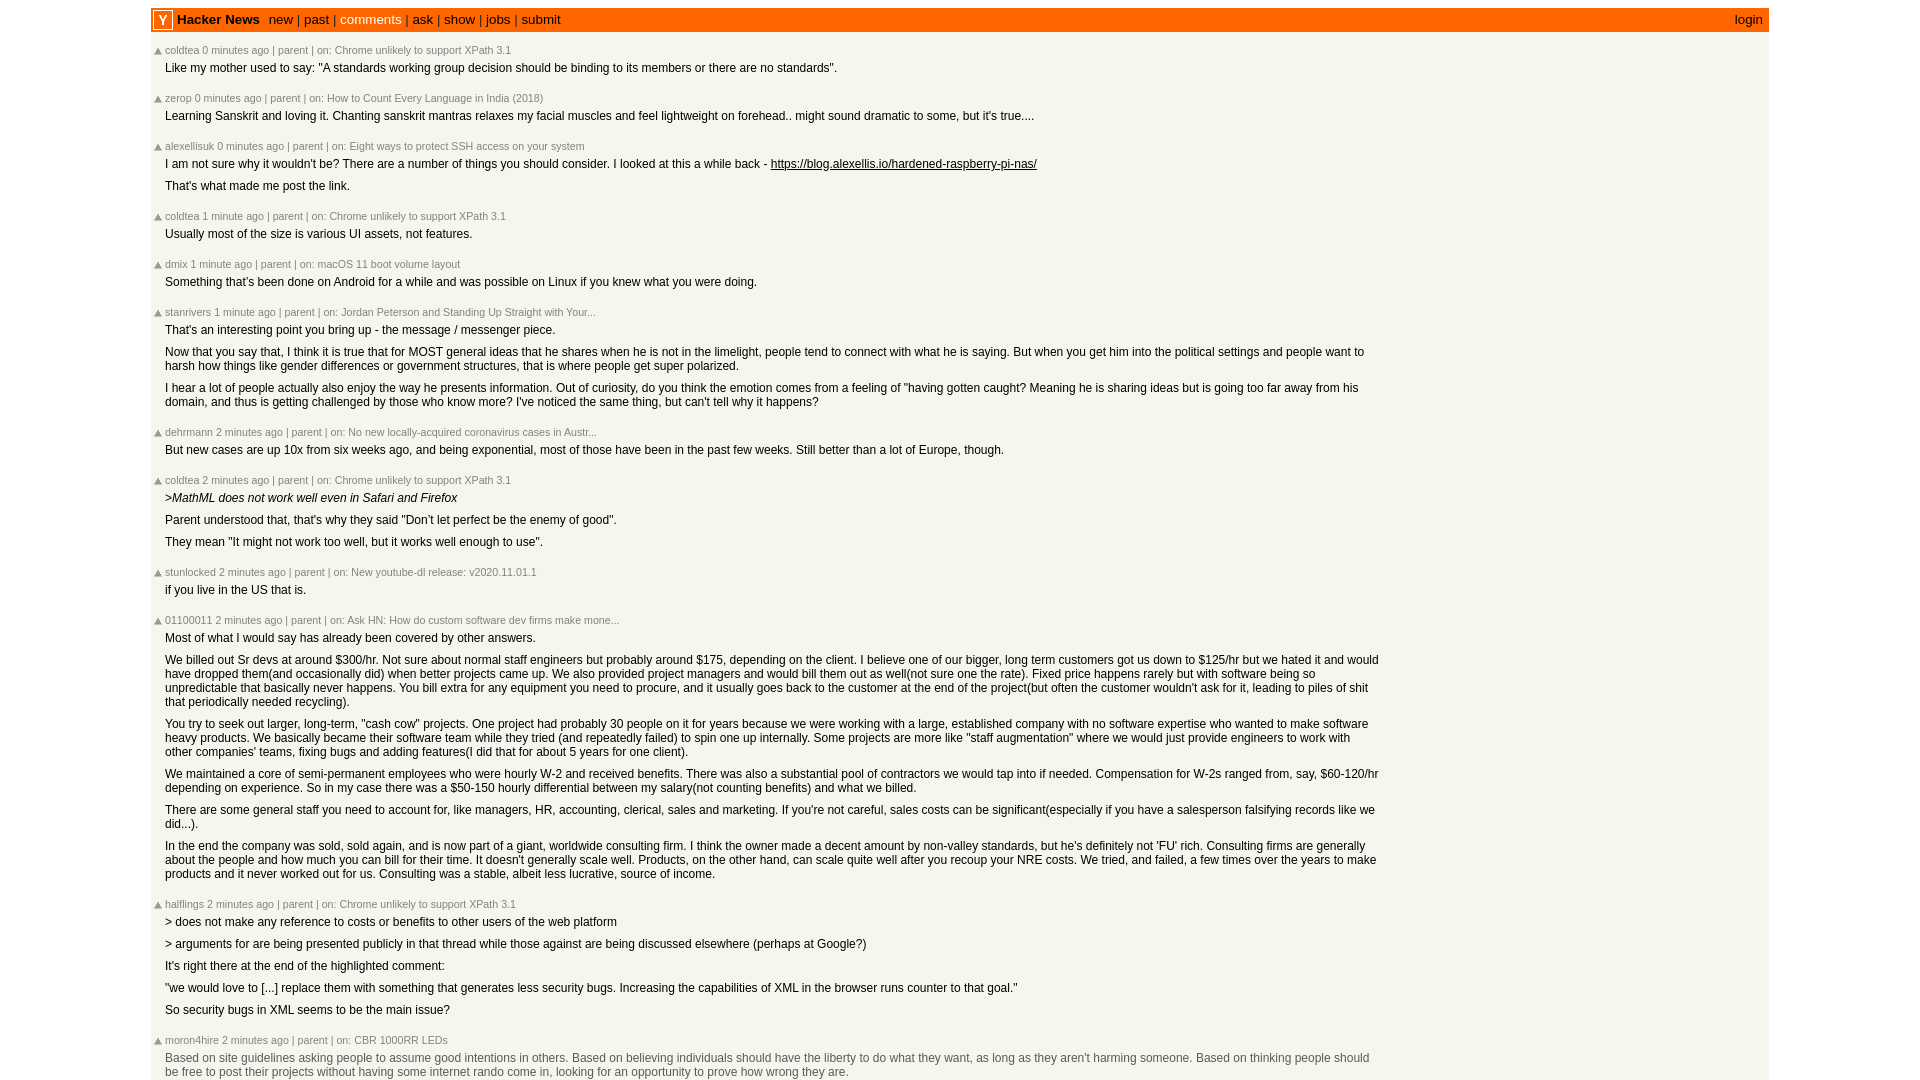 Y Hacker News new | past | comments | ask | show | jobs | submit login
coldtea 0 minutes ago | parent | on: Chrome unlikely to support XPath 3.1
Like my mother used to say: "A standards working group decision should be binding to its members or there are no standards".
zerop 0 minutes ago | parent | on: How to Count Every Language in India (2018)
Learning Sanskrit and loving it. Chanting sanskrit mantras relaxes my facial muscles and feel lightweight on forehead.. might sound dramatic to some, but it's true....
alexellisuk 0 minutes ago | parent | on: Eight ways to protect SSH access on your system
I am not sure why it wouldn't be? There are a number of things you should consider. I looked at this a while back - https://blog.alexellis.io/hardened-raspberry-pi-nas/
That's what made me post the link.
coldtea 1 minute ago | parent | on: Chrome unlikely to support XPath 3.1
Usually most of the size is various UI assets, not features.
dmix 1 minute ago | parent | on: macOS 11 boot volume layout
Something that's been done on Android for a while and was possible on Linux if you knew what you were doing.
stanrivers 1 minute ago | parent | on: Jordan Peterson and Standing Up Straight with Your...
That's an interesting point you bring up - the message / messenger piece.
Now that you say that, I think it is true that for MOST general ideas that he shares when he is not in the limelight, people tend to connect with what he is saying. But when you get him into the political settings and people want to
harsh how things like gender differences or government structures, that is where people get super polarized.
I hear a lot of people actually also enjoy the way he presents information. Out of curiosity, do you think the emotion comes from a feeling of "having gotten caught? Meaning he is sharing ideas but is going too far away from his
domain, and thus is getting challenged by those who know more? I've noticed the same thing, but can't tell why it happens?
dehrmann 2 minutes ago | parent | on: No new locally-acquired coronavirus cases in Austr...
But new cases are up 10x from six weeks ago, and being exponential, most of those have been in the past few weeks. Still better than a lot of Europe, though.
coldtea 2 minutes ago | parent | on: Chrome unlikely to support XPath 3.1
>MathML does not work well even in Safari and Firefox
Parent understood that, that's why they said "Don't let perfect be the enemy of good".
They mean "It might not work too well, but it works well enough to use".
stunlocked 2 minutes ago | parent | on: New youtube-dl release: v2020.11.01.1
if you live in the US that is.
01100011 2 minutes ago | parent | on: Ask HN: How do custom software dev firms make mone...
Most of what I would say has already been covered by other answers.
We billed out Sr devs at around $300/hr. Not sure about normal staff engineers but probably around $175, depending on the client. I believe one of our bigger, long term customers got us down to $125/hr but we hated it and would
have dropped them(and occasionally did) when better projects came up. We also provided project managers and would bill them out as well(not sure one the rate). Fixed price happens rarely but with software being so
unpredictable that basically never happens. You bill extra for any equipment you need to procure, and it usually goes back to the customer at the end of the project(but often the customer wouldn't ask for it, leading to piles of shit
that periodically needed recycling).
You try to seek out larger, long-term, "cash cow" projects. One project had probably 30 people on it for years because we were working with a large, established company with no software expertise who wanted to make software
heavy products. We basically became their software team while they tried (and repeatedly failed) to spin one up internally. Some projects are more like "staff augmentation" where we would just provide engineers to work with
other companies' teams, fixing bugs and adding features(I did that for about 5 years for one client).
We maintained a core of semi-permanent employees who were hourly W-2 and received benefits. There was also a substantial pool of contractors we would tap into if needed. Compensation for W-2s ranged from, say, $60-120/hr
depending on experience. So in my case there was a $50-150 hourly differential between my salary(not counting benefits) and what we billed.
There are some general staff you need to account for, like managers, HR, accounting, clerical, sales and marketing. If you're not careful, sales costs can be significant(especially if you have a salesperson falsifying records like we
did...).
In the end the company was sold, sold again, and is now part of a giant, worldwide consulting firm. I think the owner made a decent amount by non-valley standards, but he's definitely not 'FU' rich. Consulting firms are generally
about the people and how much you can bill for their time. It doesn't generally scale well. Products, on the other hand, can scale quite well after you recoup your NRE costs. We tried, and failed, a few times over the years to make
products and it never worked out for us. Consulting was a stable, albeit less lucrative, source of income.
halflings 2 minutes ago | parent | on: Chrome unlikely to support XPath 3.1
> does not make any reference to costs or benefits to other users of the web platform
> arguments for are being presented publicly in that thread while those against are being discussed elsewhere (perhaps at Google?)
It's right there at the end of the highlighted comment:
"we would love to [...] replace them with something that generates less security bugs. Increasing the capabilities of XML in the browser runs counter to that goal."
So security bugs in XML seems to be the main issue?
moron4hire 2 minutes ago | parent | on: CBR 1000RR LEDs
Based on site guidelines asking people to assume good intentions in others. Based on believing individuals should have the liberty to do what they want, as long as they aren't harming someone. Based on thinking people should
be free to post their projects without having some internet rando come in, looking for an opportunity to prove how wrong they are.